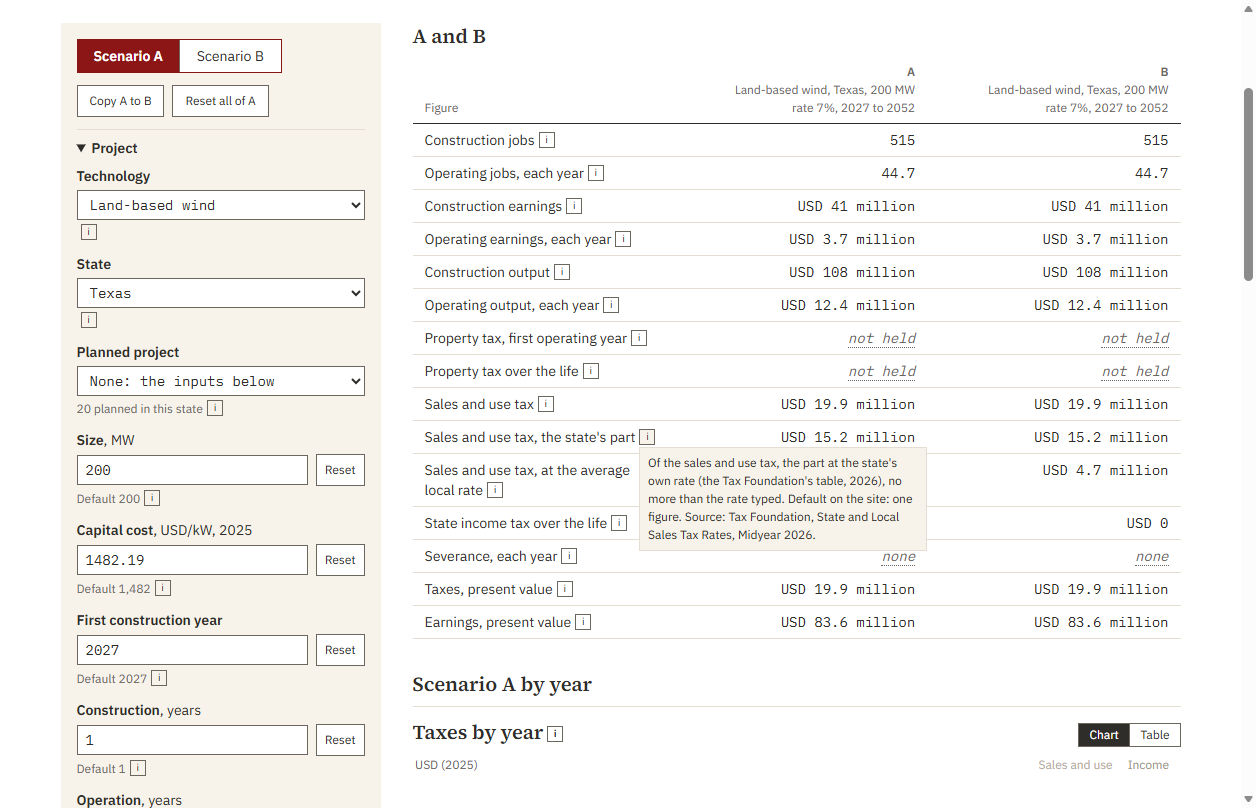 Scenario A
Scenario B
Copy A to B
Reset all of A
▼ Project
Technology
Land-based wind
i
State
Texas
i
Planned project
None: the inputs below
20 planned in this state i
Size, MW
200
Reset
Default 200 i
Capital cost, USD/kW, 2025
1482.19
Reset
Default 1,482 i
First construction year
2027
Reset
Default 2027 i
Construction, years
1
Reset
Default 1 i
Operation, years
A and B
A B
Land-based wind, Texas, 200 MW Land-based wind, Texas, 200 MW
Figure rate 7%, 2027 to 2052 rate 7%, 2027 to 2052
Construction jobs i 515 515
Operating jobs, each year i 44.7 44.7
Construction earnings i USD 41 million USD 41 million
Operating earnings, each year i USD 3.7 million USD 3.7 million
Construction output i USD 108 million USD 108 million
Operating output, each year i USD 12.4 million USD 12.4 million
Property tax, first operating year i not held not held
Property tax over the life i not held not held
Sales and use tax i USD 19.9 million USD 19.9 million
Sales and use tax, the state's part i USD 15.2 million USD 15.2 million
Sales and use tax, at the average USD 4.7 million
local rate i
State income tax over the life i USD 0
Severance, each year i none none
Taxes, present value i USD 19.9 million USD 19.9 million
Earnings, present value i USD 83.6 million USD 83.6 million
Of the sales and use tax, the part at the state's
own rate (the Tax Foundation's table, 2026), no
more than the rate typed. Default on the site: one
figure. Source: Tax Foundation, State and Local
Sales Tax Rates, Midyear 2026.
Scenario A by year
Taxes by year i
Chart Table
USD (2025)
Sales and use Income